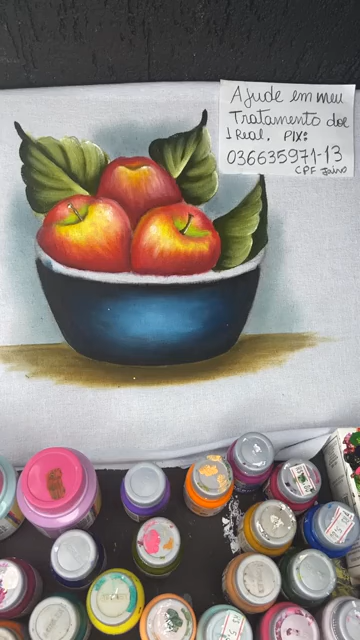 Ajude em meu
Tratamento doe
1 Real. PIX:
036635971-13
CPF Jairo